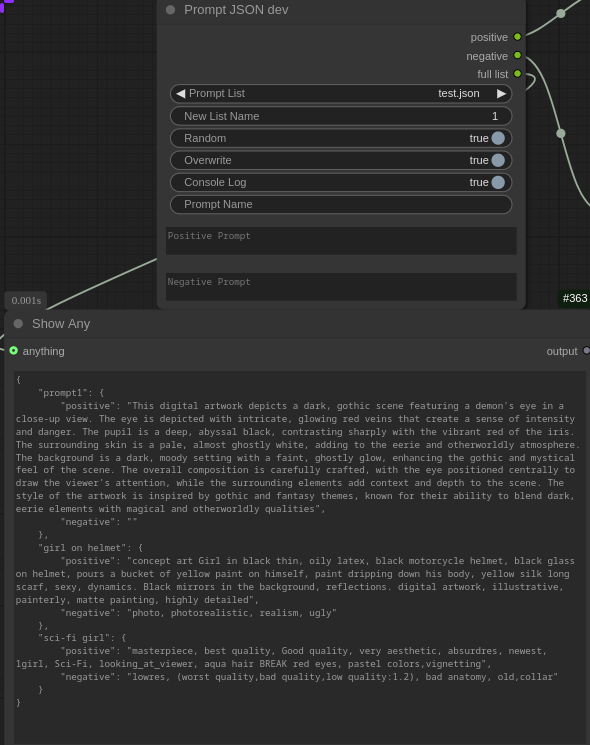 Prompt JSON dev
positive
negative
full list
◀ Prompt List test.json ▶
New List Name 1
Random true
Overwrite true
Console Log true
Prompt Name
Positive Prompt
Negative Prompt
0.001s
#363
Show Any
anything output
{
"prompt1": {
"positive": "This digital artwork depicts a dark, gothic scene featuring a demon's eye in a
close-up view. The eye is depicted with intricate, glowing red veins that create a sense of intensity
and danger. The pupil is a deep, abyssal black, contrasting sharply with the vibrant red of the iris.
The surrounding skin is a pale, almost ghostly white, adding to the eerie and otherworldly atmosphere.
The background is a dark, moody setting with a faint, ghostly glow, enhancing the gothic and mystical
feel of the scene. The overall composition is carefully crafted, with the eye positioned centrally to
draw the viewer's attention, while the surrounding elements add context and depth to the scene. The
style of the artwork is inspired by gothic and fantasy themes, known for their ability to blend dark,
eerie elements with magical and otherworldly qualities",
"negative": ""
},
"girl on helmet": {
"positive": "concept art Girl in black thin, oily latex, black motorcycle helmet, black glass
on helmet, pours a bucket of yellow paint on himself, paint dripping down his body, yellow silk long
scarf, sexy, dynamics. Black mirrors in the background, reflections. digital artwork, illustrative,
painterly, matte painting, highly detailed",
"negative": "photo, photorealistic, realism, ugly"
},
"sci-fi girl": {
"positive": "masterpiece, best quality, Good quality, very aesthetic, absurdres, newest,
1girl, Sci-Fi, looking_at_viewer, aqua hair BREAK red eyes, pastel colors,vignetting",
"negative": "lowres, (worst quality,bad quality,low quality:1.2), bad anatomy, old,collar"
}
}